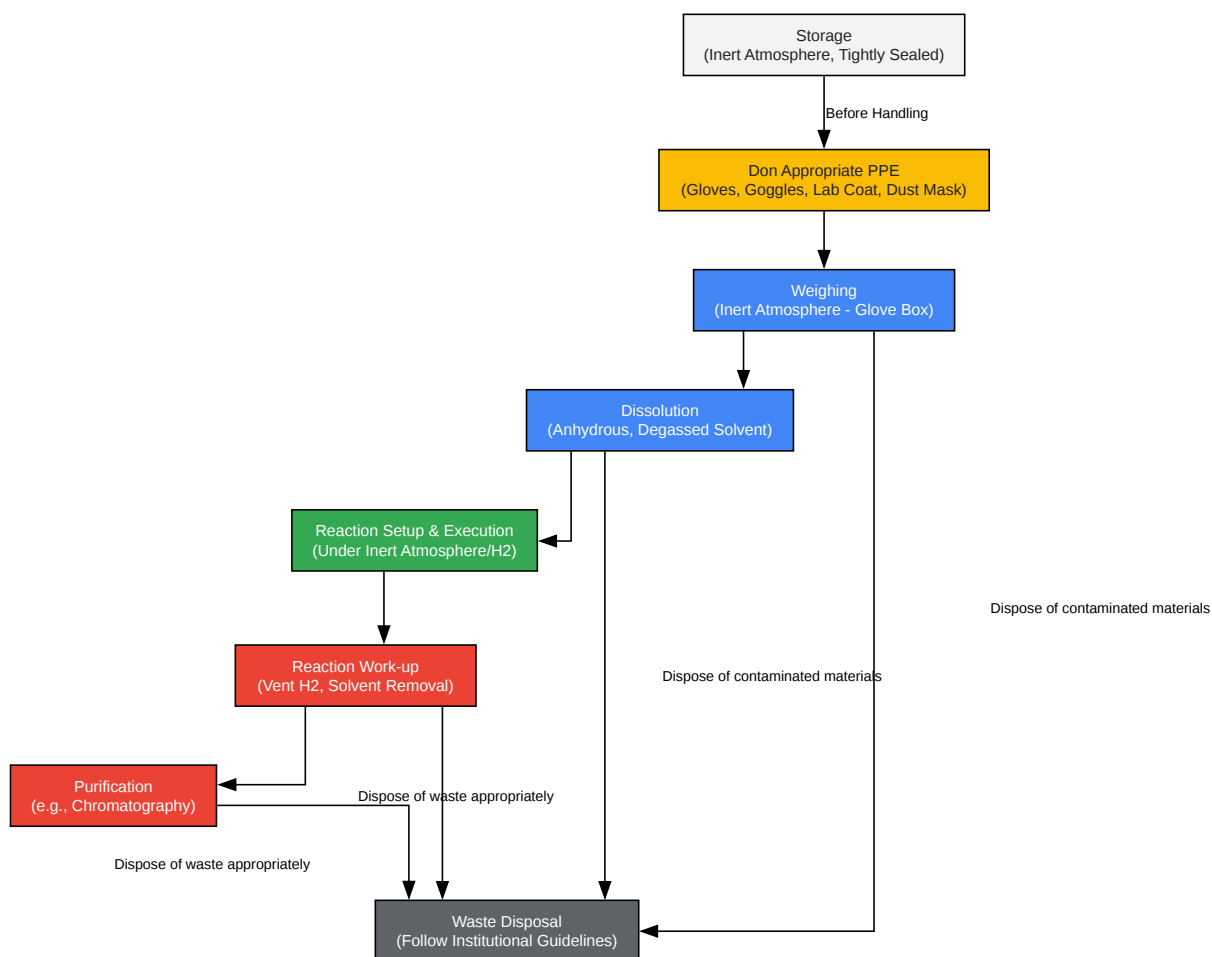 Storage
(Inert Atmosphere, Tightly Sealed)
Before Handling
Don Appropriate PPE
(Gloves, Goggles, Lab Coat, Dust Mask)
Weighing
(Inert Atmosphere - Glove Box)
Dissolution
(Anhydrous, Degassed Solvent)
Reaction Setup & Execution
(Under Inert Atmosphere/H2)
Dispose of contaminated materials
Reaction Work-up
(Vent H2, Solvent Removal)
Dispose of contaminated materials
Purification
(e.g., Chromatography)
Dispose of waste appropriately
Dispose of waste appropriately
Waste Disposal
(Follow Institutional Guidelines)